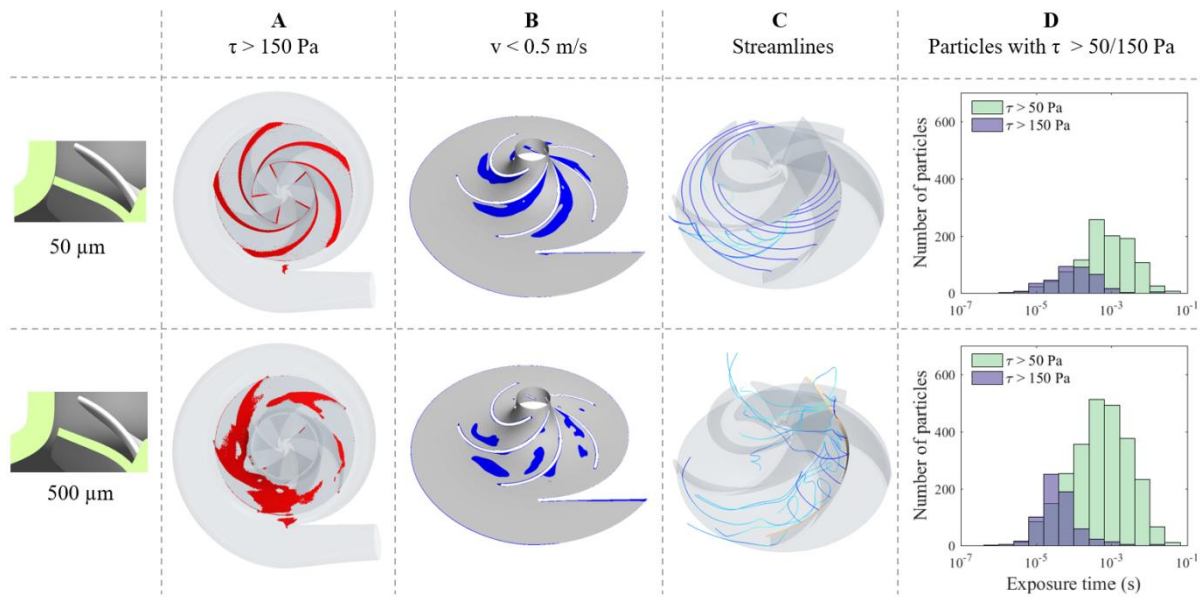 A
τ > 150 Pa
B
v < 0.5 m/s
C
Streamlines
D
Particles with τ > 50/150 Pa
50 µm
Number of particles
600
400
200
0
τ > 50 Pa
τ > 150 Pa
10⁻⁷ 10⁻⁵ 10⁻³ 10⁻¹
500 µm
Number of particles
600
400
200
0
τ > 50 Pa
τ > 150 Pa
10⁻⁷ 10⁻⁵ 10⁻³ 10⁻¹
Exposure time (s)